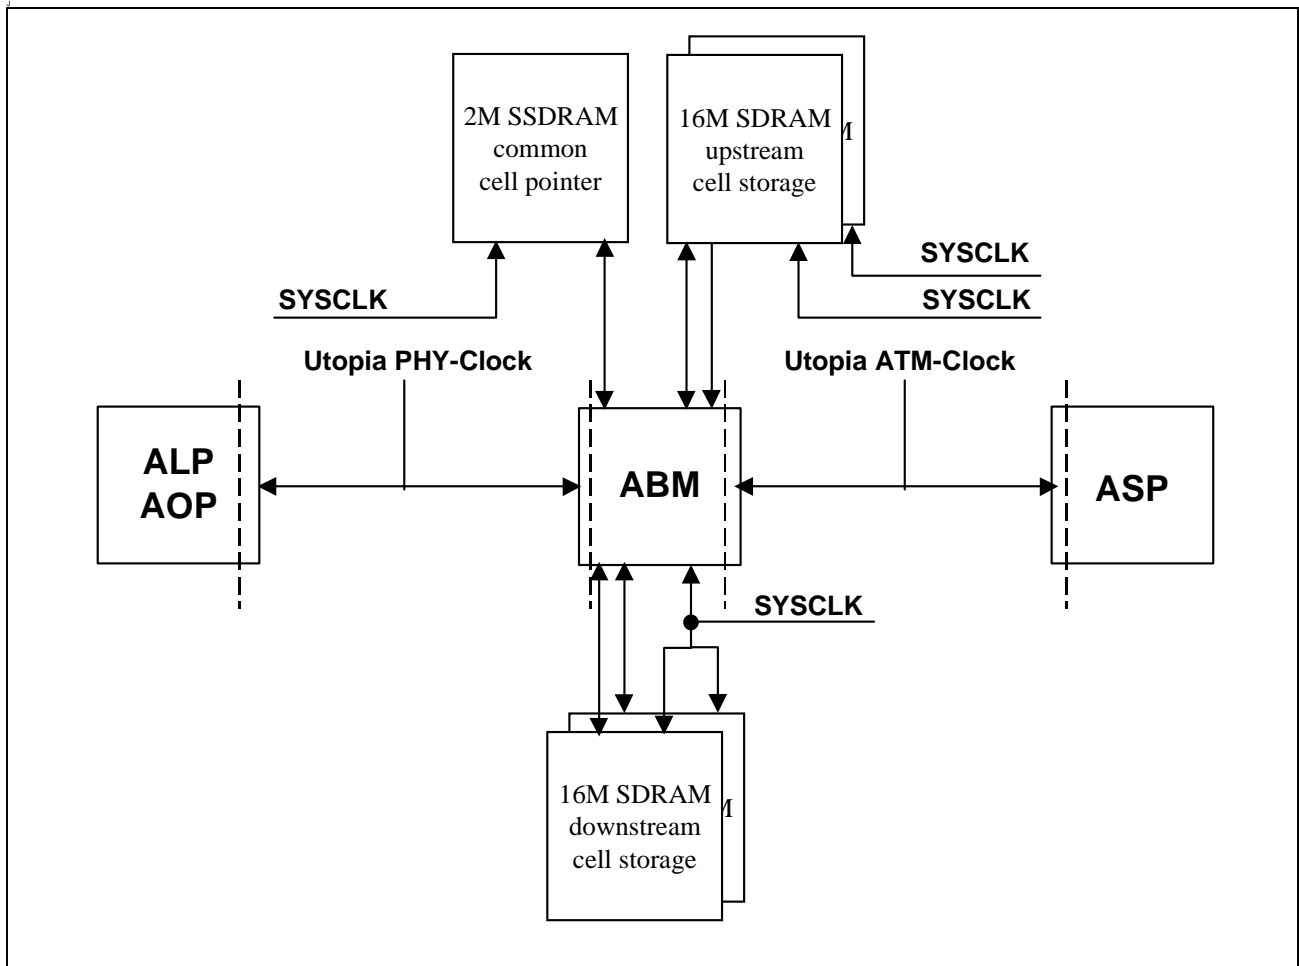 2M SSDRAM
common
cell pointer
16M SDRAM
upstream
cell storage
M
SYSCLK
SYSCLK
SYSCLK
Utopia PHY-Clock
Utopia ATM-Clock
ALP
AOP
ABM
ASP
SYSCLK
16M SDRAM
downstream
cell storage
M